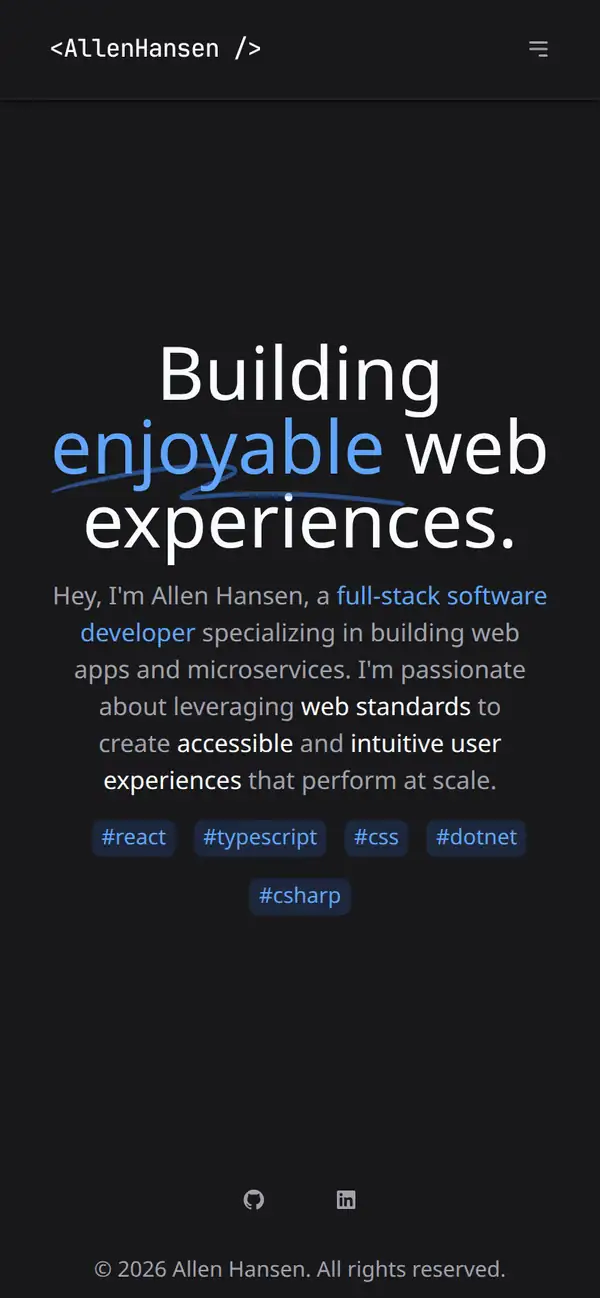 <AllenHansen />
Building
enjoyable web
experiences.
Hey, I'm Allen Hansen, a full-stack software
developer specializing in building web
apps and microservices. I'm passionate
about leveraging web standards to
create accessible and intuitive user
experiences that perform at scale.
#react #typescript #css #dotnet
#csharp
© 2026 Allen Hansen. All rights reserved.